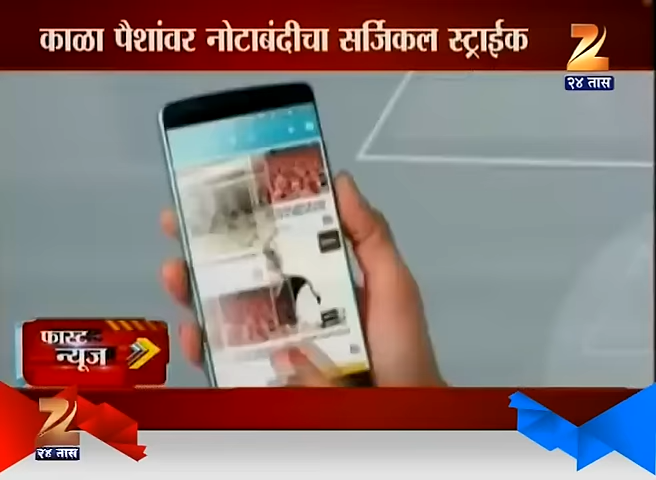 काळा पैशांवर नोटाबंदीचा सर्जिकल स्ट्राईक
Z
२४ तास
फास्ट
न्यूज
Z
२४ तास